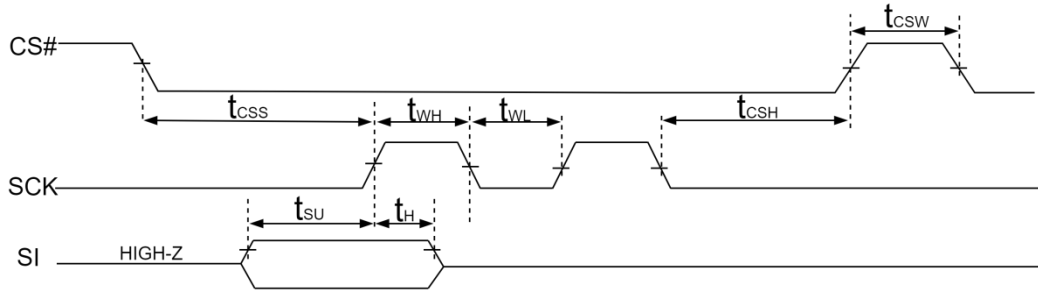 tCSW
CS#
tCSS
tWH
tWL
tCSH
SCK
tSU
tH
SI
HIGH-Z